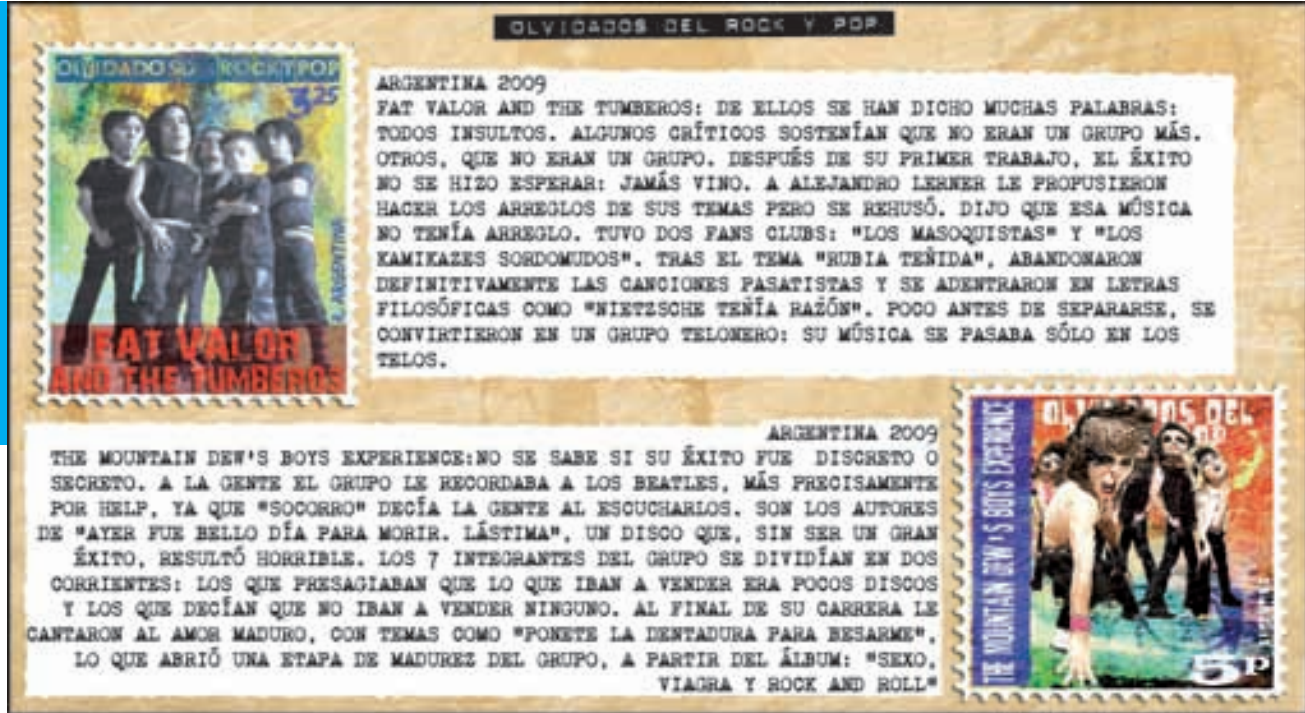 OLVIDADOS DEL ROCK Y POP
OLVIDADOS ROCK Y POP
3.25
R. ARGENTINA
FAT VALOR
AND THE TUMBEROS
ARGENTINA 2009
FAT VALOR AND THE TUMBEROS: DE ELLOS SE HAN DICHO MUCHAS PALABRAS:
TODOS INSULTOS. ALGUNOS CRÍTICOS SOSTENÍAN QUE NO ERAN UN GRUPO MÁS.
OTROS, QUE NO ERAN UN GRUPO. DESPUÉS DE SU PRIMER TRABAJO, EL ÉXITO
NO SE HIZO ESPERAR: JAMÁS VINO. A ALEJANDRO LERNER LE PROPUSIERON
HACER LOS ARREGLOS DE SUS TEMAS PERO SE REHUSÓ. DIJO QUE ESA MÚSICA
NO TENÍA ARREGLO. TUVO DOS FANS CLUBS: "LOS MASOQUISTAS" Y "LOS
KAMIKAZES SORDOMUDOS". TRAS EL TEMA "RUBIA TEÑIDA", ABANDONARON
DEFINITIVAMENTE LAS CANCIONES PASATISTAS Y SE ADENTRARON EN LETRAS
FILOSÓFICAS COMO "NIETZSCHE TEÑÍA RAZÓN". POCO ANTES DE SEPARARSE, SE
CONVIRTIERON EN UN GRUPO TELONERO: SU MÚSICA SE PASABA SÓLO EN LOS
TELOS.
ARGENTINA 2009
THE MOUNTAIN DEW'S BOYS EXPERIENCE:NO SE SABE SI SU ÉXITO FUE DISCRETO O
SECRETO. A LA GENTE EL GRUPO LE RECORDABA A LOS BEATLES, MÁS PRECISAMENTE
POR HELP, YA QUE "SOCORRO" DECÍA LA GENTE AL ESCUCHARLOS. SON LOS AUTORES
DE "AYER FUE BELLO DÍA PARA MORIR. LÁSTIMA", UN DISCO QUE, SIN SER UN GRAN
ÉXITO, RESULTÓ HORRIBLE. LOS 7 INTEGRANTES DEL GRUPO SE DIVIDÍAN EN DOS
CORRIENTES: LOS QUE PRESAGIABAN QUE LO QUE IBAN A VENDER ERA POCOS DISCOS
Y LOS QUE DECÍAN QUE NO IBAN A VENDER NINGUNO. AL FINAL DE SU CARRERA LE
CANTARON AL AMOR MADURO, CON TEMAS COMO "PONETE LA DENTADURA PARA BESARME",
LO QUE ABRIÓ UNA ETAPA DE MADUREZ DEL GRUPO, A PARTIR DEL ÁLBUM: "SEXO,
VIAGRA Y ROCK AND ROLL"
OLVIDADOS DEL
THE MOUNTAIN DEW'S BOYS EXPERIENCE
5P